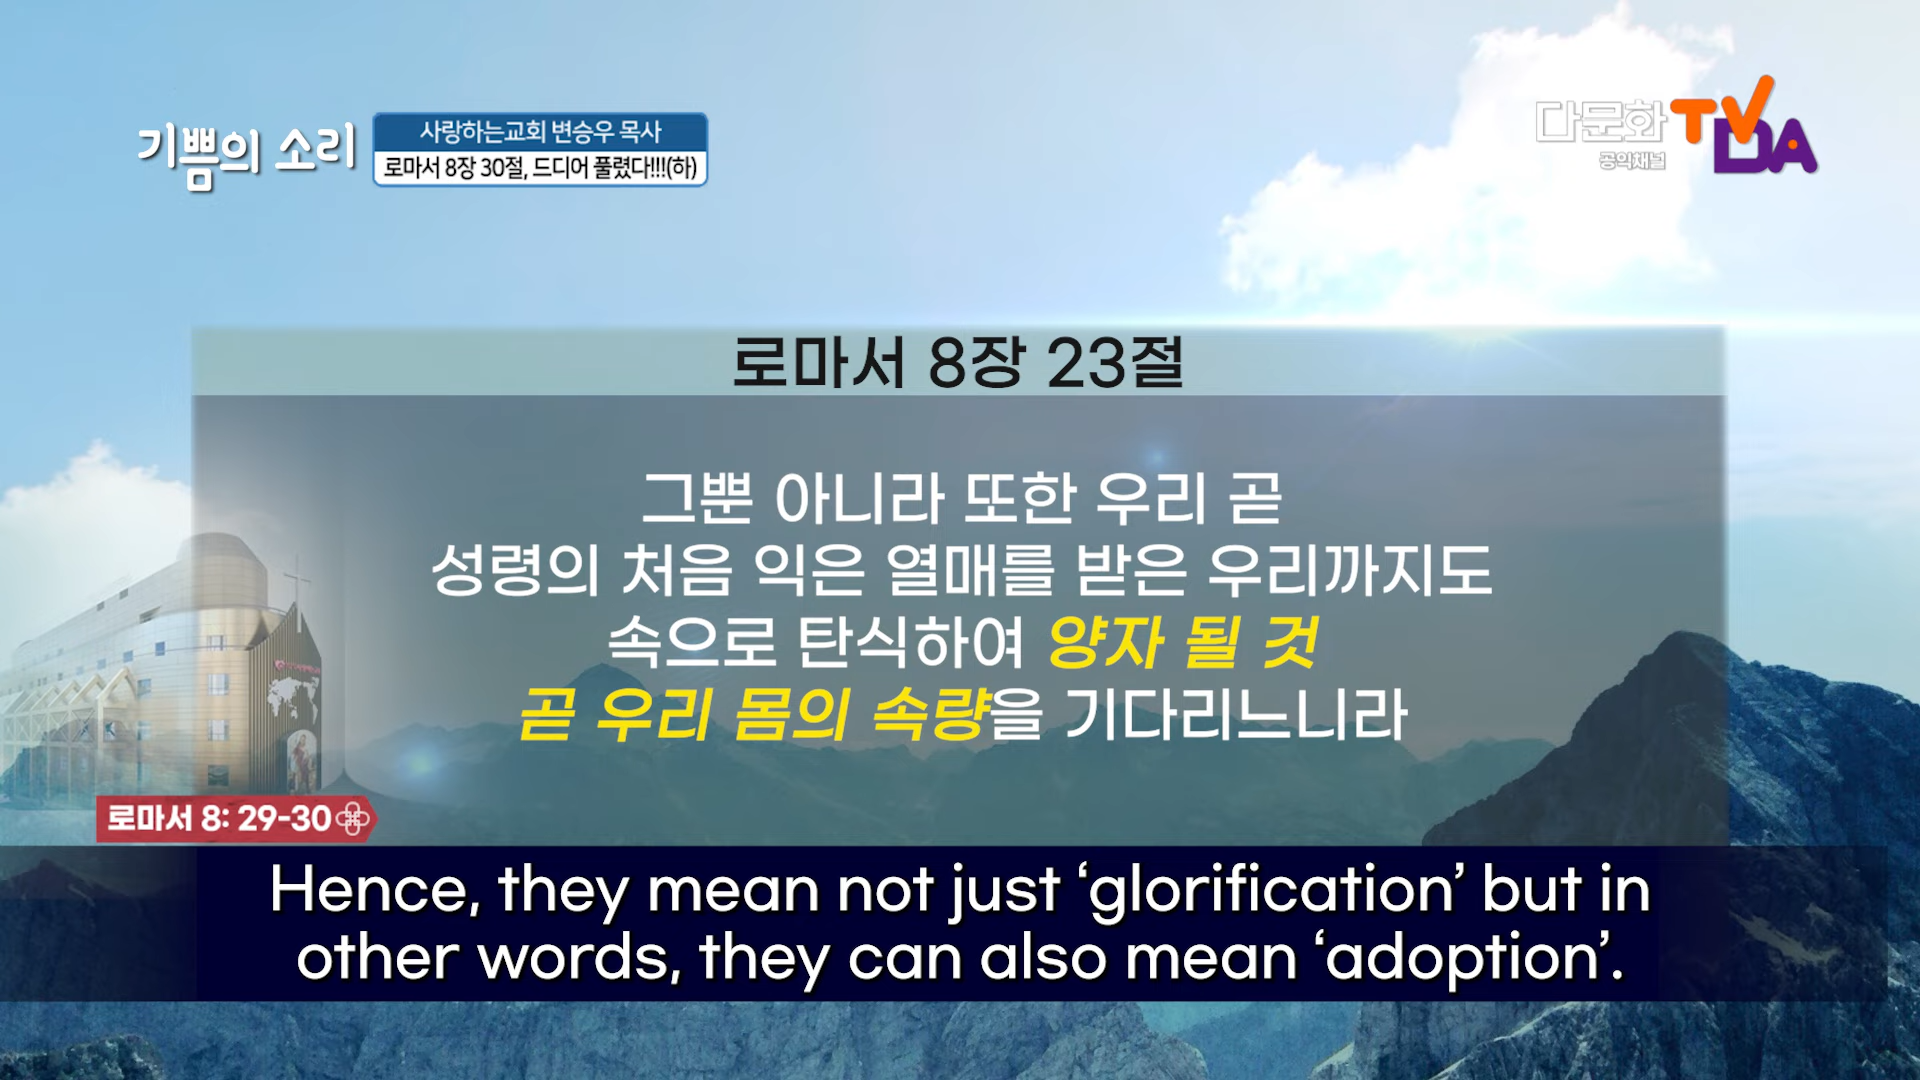 기쁨의 소리
사랑하는교회 변승우 목사
로마서 8장 30절, 드디어 풀렸다!!!(하)
다문화 TV
공익채널
DA
로마서 8장 23절
그뿐 아니라 또한 우리 곧
성령의 처음 익은 열매를 받은 우리까지도
속으로 탄식하여 양자 될 것
곧 우리 몸의 속량을 기다리느니라
로마서 8: 29-30
Hence, they mean not just ‘glorification’ but in
other words, they can also mean ‘adoption’.